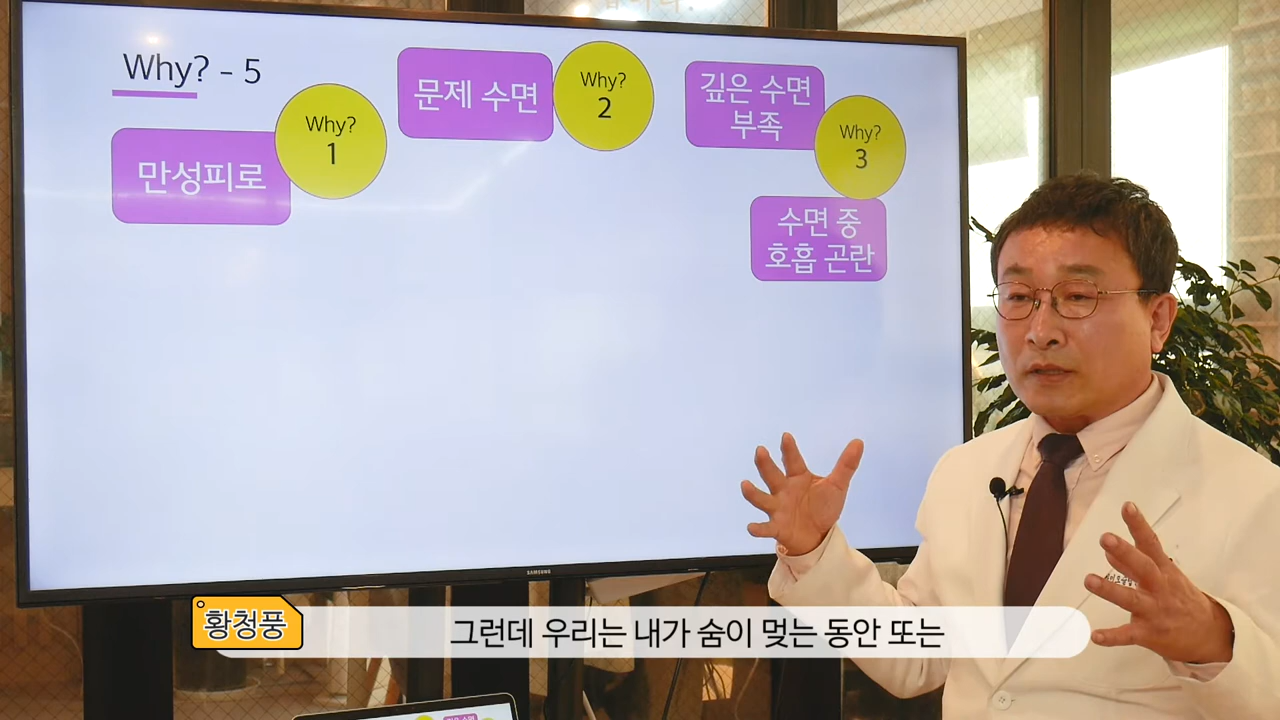 Why? - 5
만성피로
Why?
1
문제 수면
Why?
2
깊은 수면
부족
Why?
3
수면 중
호흡 곤란
SAMSUNG
황청풍
그런데 우리는 내가 숨이 멎는 동안 또는